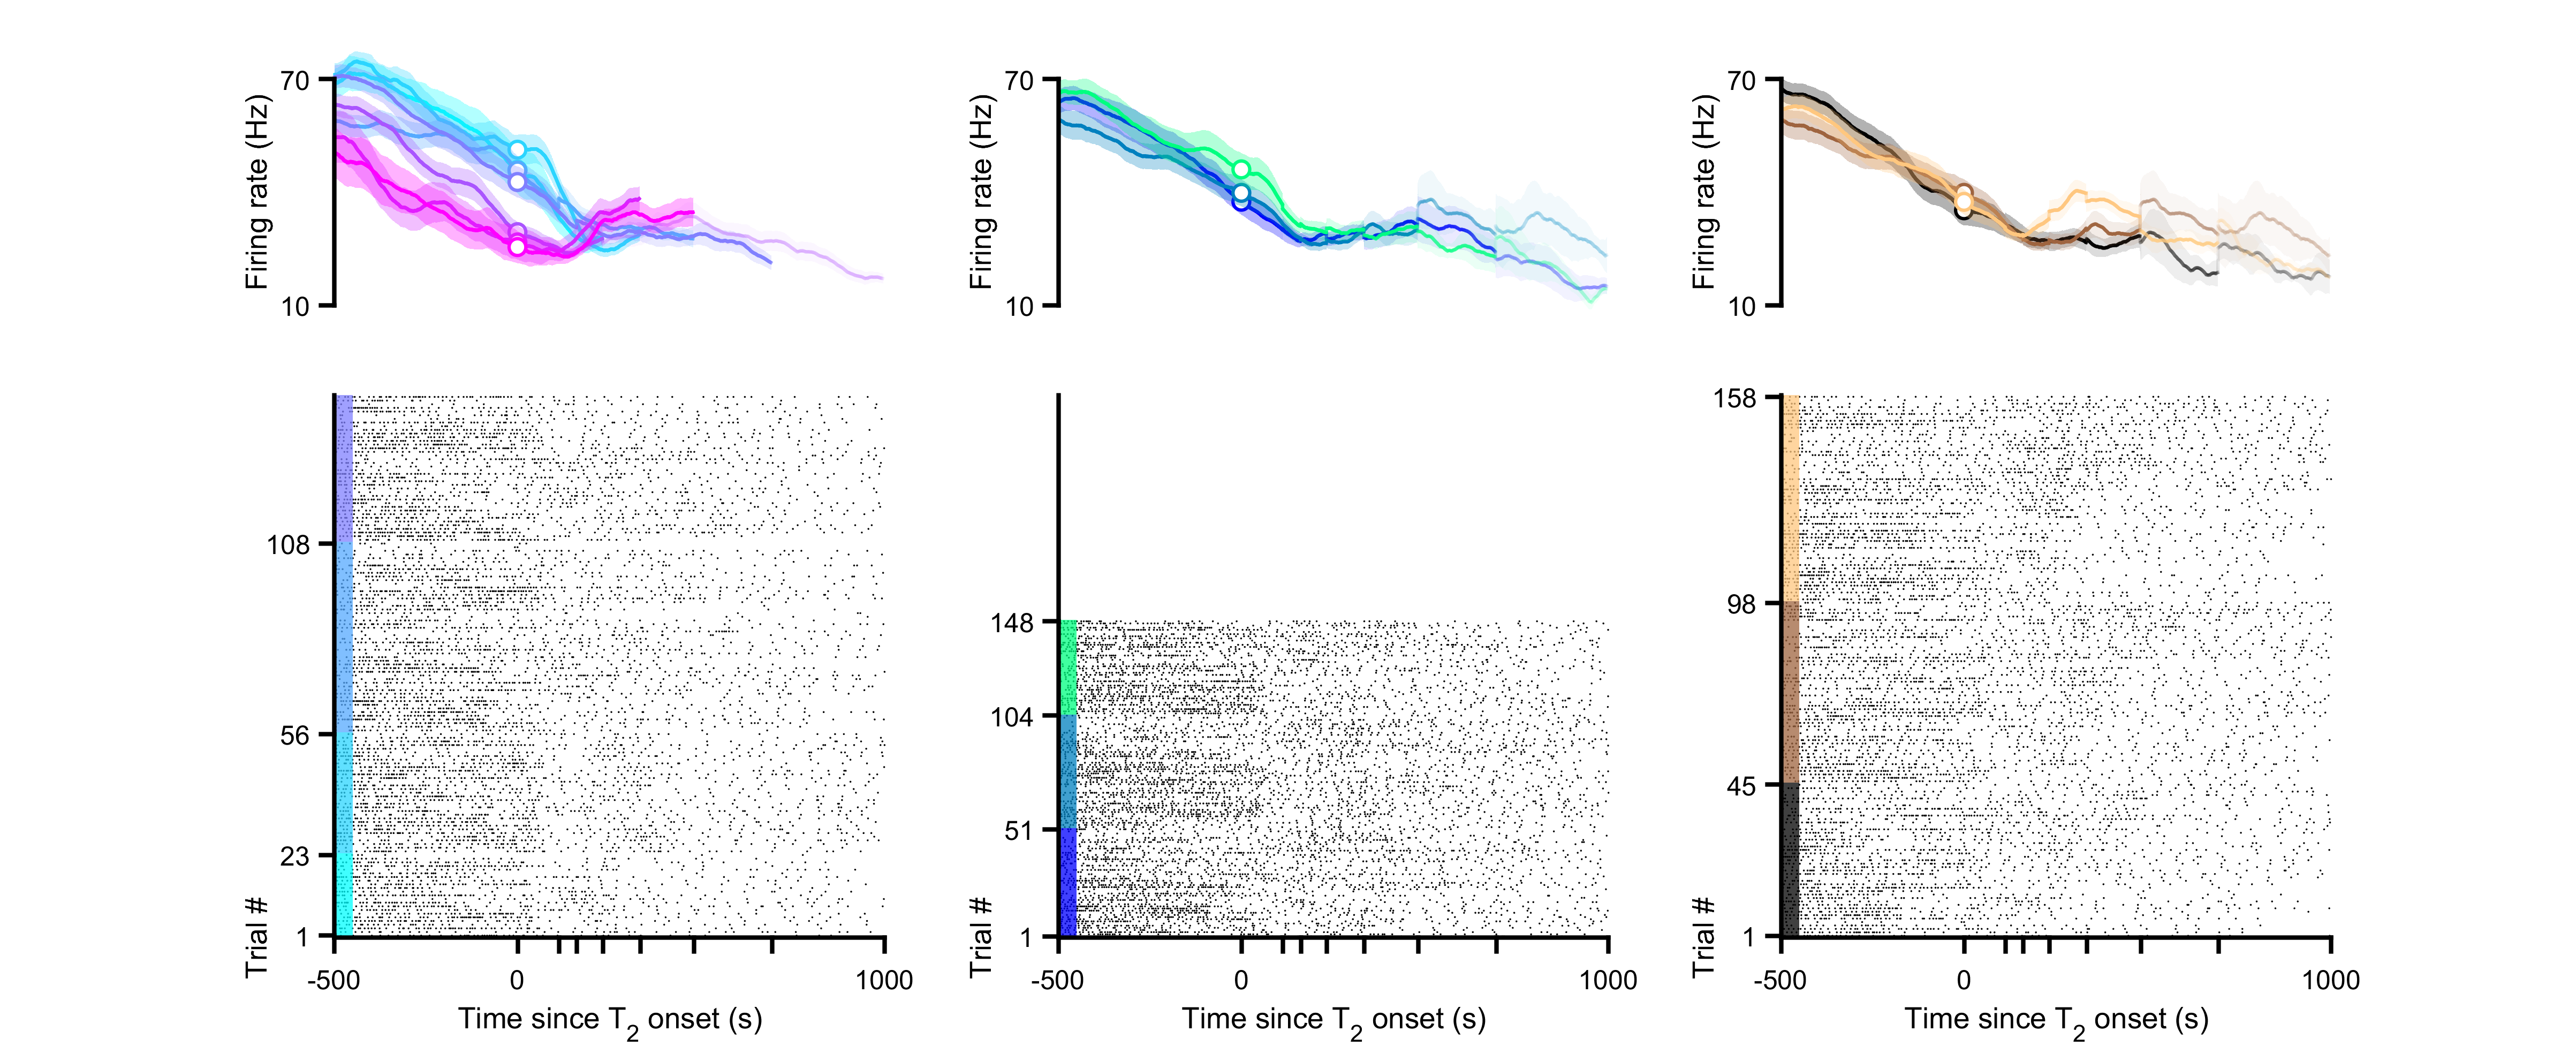 70
Firing rate (Hz)
10
70
Firing rate (Hz)
10
70
Firing rate (Hz)
10
108
56
23
1
Trial #
-500 0 1000
Time since T2 onset (s)
148
104
51
1
Trial #
-500 0 1000
Time since T2 onset (s)
158
98
45
1
Trial #
-500 0 1000
Time since T2 onset (s)